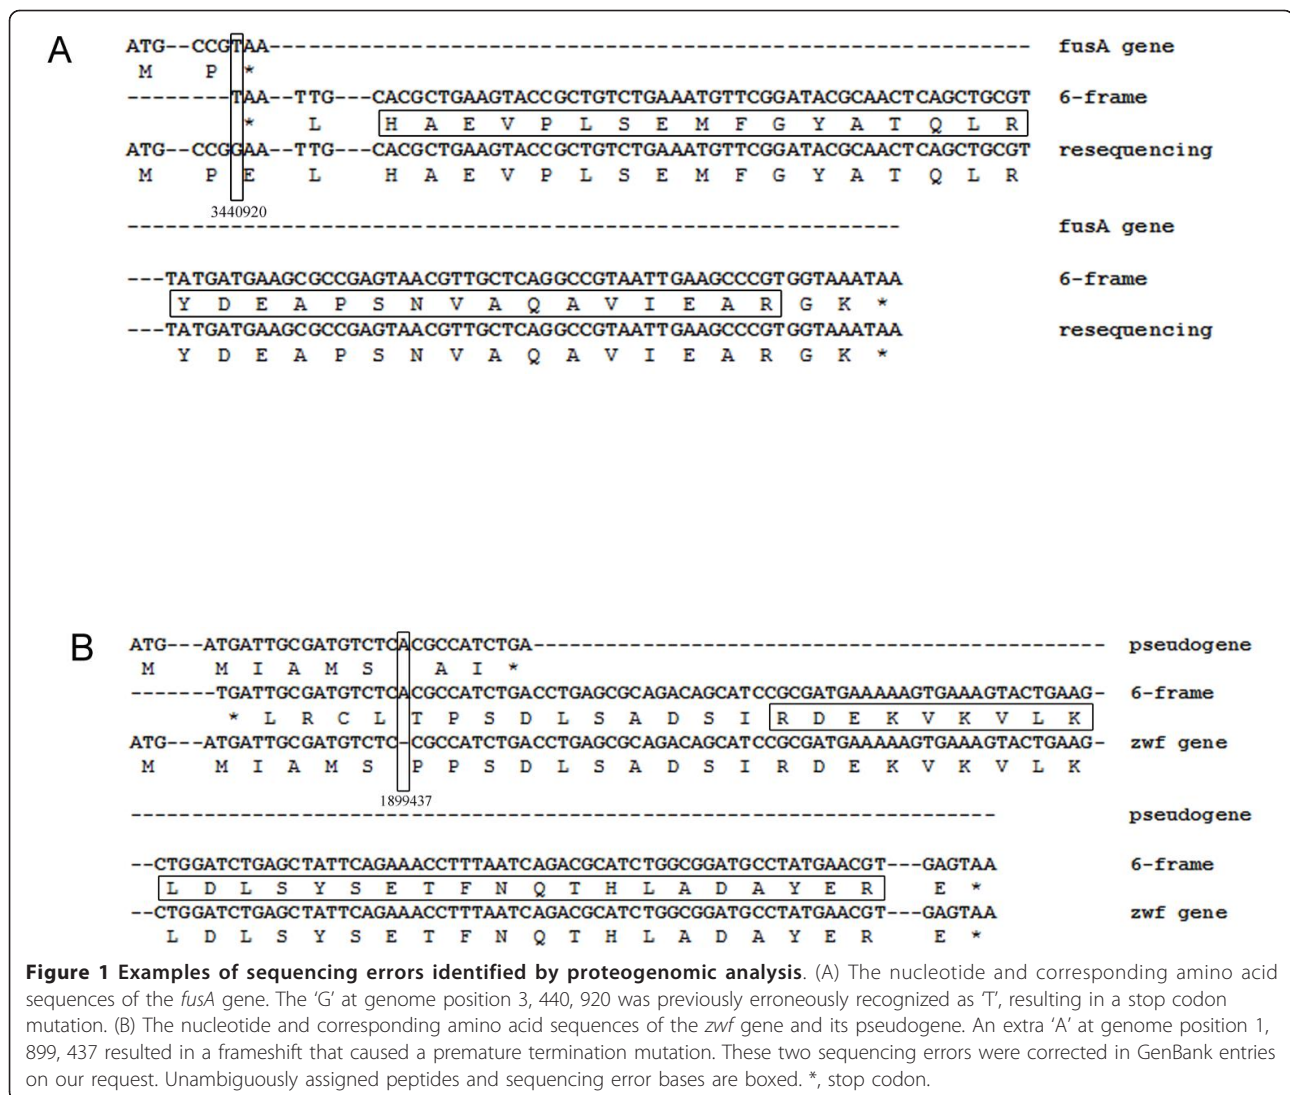 A
ATG--CCGTAA----------------------------------------------------------- fusA gene
M P *
--------TAA--TTG---CACGCTGAAGTACCGCTGTCTGAAATGTTCGGATACGCAACTCAGCTGCGT 6-frame
* L H A E V P L S E M F G Y A T Q L R
ATG--CCGGAA--TTG---CACGCTGAAGTACCGCTGTCTGAAATGTTCGGATACGCAACTCAGCTGCGT resequencing
M P E L H A E V P L S E M F G Y A T Q L R
3440920
------------------------------------------------------------ fusA gene
---TATGATGAAGCGCCGAGTAACGTTGCTCAGGCCGTAATTGAAGCCCGTGGTAAATAA 6-frame
Y D E A P S N V A Q A V I E A R G K *
---TATGATGAAGCGCCGAGTAACGTTGCTCAGGCCGTAATTGAAGCCCGTGGTAAATAA resequencing
Y D E A P S N V A Q A V I E A R G K *
B
ATG---ATGATTGCGATGTCTCACGCCATCTGA-------------------------------------------- pseudogene
M M I A M S A I *
-------TGATTGCGATGTCTCACGCCATCTGACCTGAGCGCAGACAGCATCCGCGATGAAAAAGTGAAAGTACTGAAG- 6-frame
* L R C L T P S D L S A D S I R D E K V K V L K
ATG---ATGATTGCGATGTCTC-CGCCATCTGACCTGAGCGCAGACAGCATCCGCGATGAAAAAGTGAAAGTACTGAAG- zwf gene
M M I A M S P P S D L S A D S I R D E K V K V L K
1899437
------------------------------------------------------------------- pseudogene
--CTGGATCTGAGCTATTCAGAAACCTTTAATCAGACGCATCTGGCGGATGCCTATGAACGT---GAGTAA 6-frame
L D L S Y S E T F N Q T H L A D A Y E R E *
--CTGGATCTGAGCTATTCAGAAACCTTTAATCAGACGCATCTGGCGGATGCCTATGAACGT---GAGTAA zwf gene
L D L S Y S E T F N Q T H L A D A Y E R E *
Figure 1 Examples of sequencing errors identified by proteogenomic analysis. (A) The nucleotide and corresponding amino acid
sequences of the fusA gene. The ‘G’ at genome position 3, 440, 920 was previously erroneously recognized as ‘T’, resulting in a stop codon
mutation. (B) The nucleotide and corresponding amino acid sequences of the zwf gene and its pseudogene. An extra ‘A’ at genome position 1,
899, 437 resulted in a frameshift that caused a premature termination mutation. These two sequencing errors were corrected in GenBank entries
on our request. Unambiguously assigned peptides and sequencing error bases are boxed. *, stop codon.